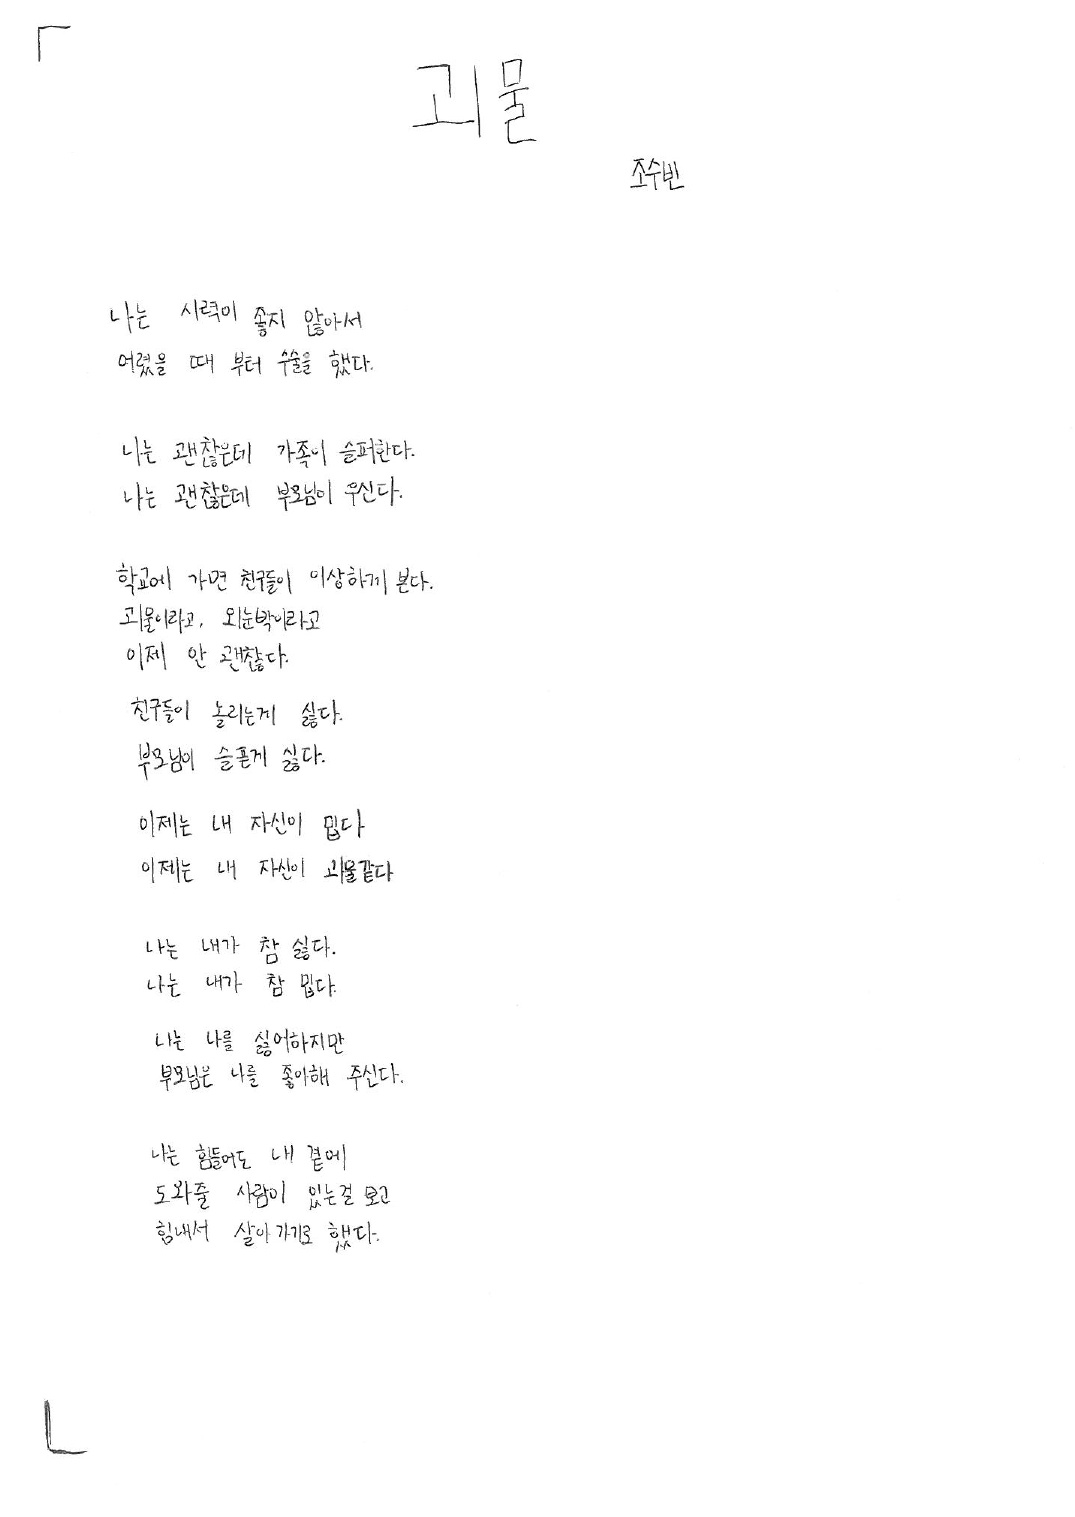 괴물
조수빈
나는 시력이 좋지 않아서
어렸을 때 부터 수술을 했다.
나는 괜찮은데 가족이 슬퍼한다.
나는 괜찮은데 부모님이 우신다.
학교에 가면 친구들이 이상하게 본다.
괴물이라고, 외눈박이라고
이제 안 괜찮다.
친구들이 놀리는게 싫다.
부모님이 슬픈게 싫다.
이제는 내 자신이 밉다
이제는 내 자신이 괴물같다
나는 내가 참 싫다.
나는 내가 참 밉다.
나는 나를 싫어하지만
부모님은 나를 좋아해 주신다.
나는 힘들어도 내 곁에
도와줄 사람이 있는걸 보고
힘내서 살아가기로 했다.